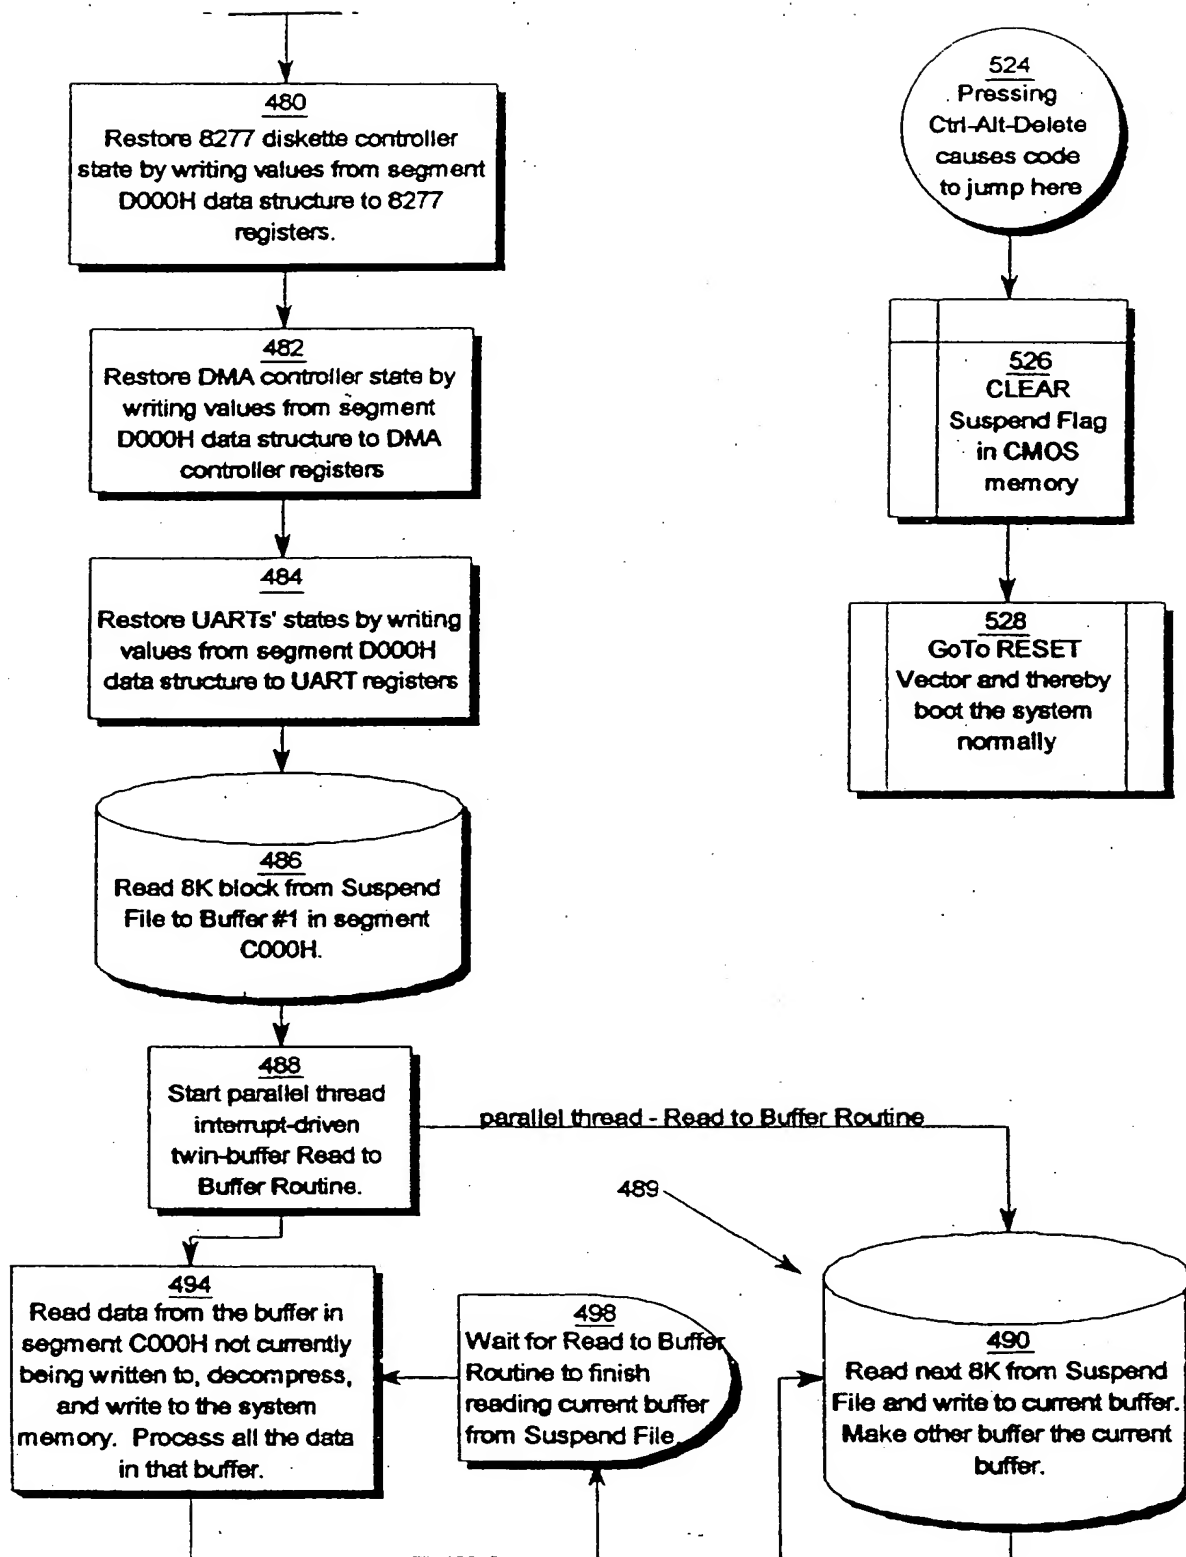 480
Restore 8277 diskette controller
state by writing values from segment
D000H data structure to 8277
registers.
482
Restore DMA controller state by
writing values from segment
D000H data structure to DMA
controller registers
484
Restore UARTs' states by writing
values from segment D000H
data structure to UART registers
486
Read 8K block from Suspend
File to Buffer #1 in segment
C000H.
488
Start parallel thread
interrupt-driven
twin-buffer Read to
Buffer Routine.
parallel thread - Read to Buffer Routine
489
494
Read data from the buffer in
segment C000H not currently
being written to, decompress,
and write to the system
memory. Process all the data
in that buffer.
498
Wait for Read to Buffer
Routine to finish
reading current buffer
from Suspend File.
490
Read next 8K from Suspend
File and write to current buffer.
Make other buffer the current
buffer.
524
Pressing
Ctrl-Alt-Delete
causes code
to jump here
526
CLEAR
Suspend Flag
in CMOS
memory
528
GoTo RESET
Vector and thereby
boot the system
normally